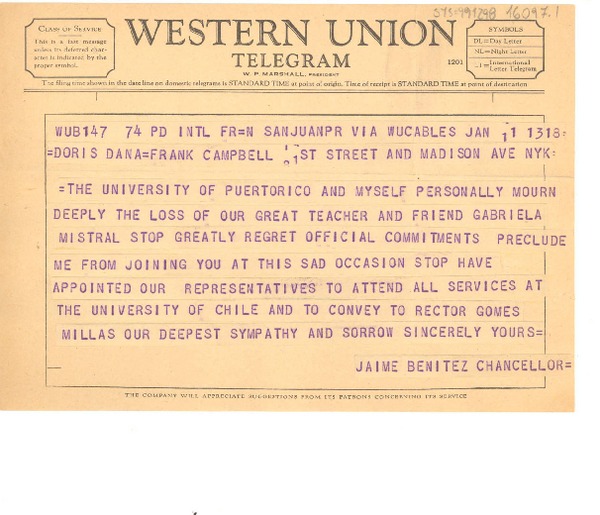 SYS:991298 16097.1
CLASS OF SERVICE
This is a fast message
unless its deferred char-
acter is indicated by the
proper symbol.
WESTERN UNION
TELEGRAM
W. P. MARSHALL, PRESIDENT
1201
SYMBOLS
DL=Day Letter
NL=Night Letter
LT=International Letter Telegram
The filing time shown in the date line on domestic telegrams is STANDARD TIME at point of origin. Time of receipt is STANDARD TIME at point of destination
WUB147 74 PD INTL FR=N SANJUANPR VIA WUCABLES JAN 11 1318=
=DORIS DANA=FRANK CAMPBELL 81ST STREET AND MADISON AVE NYK=
=THE UNIVERSITY OF PUERTORICO AND MYSELF PERSONALLY MOURN
DEEPLY THE LOSS OF OUR GREAT TEACHER AND FRIEND GABRIELA
MISTRAL STOP GREATLY REGRET OFFICIAL COMMITMENTS PRECLUDE
ME FROM JOINING YOU AT THIS SAD OCCASION STOP HAVE
APPOINTED OUR REPRESENTATIVES TO ATTEND ALL SERVICES AT
THE UNIVERSITY OF CHILE AND TO CONVEY TO RECTOR GOMES
MILLAS OUR DEEPEST SYMPATHY AND SORROW SINCERELY YOURS=
JAIME BENITEZ CHANCELLOR=
THE COMPANY WILL APPRECIATE SUGGESTIONS FROM ITS PATRONS CONCERNING ITS SERVICE